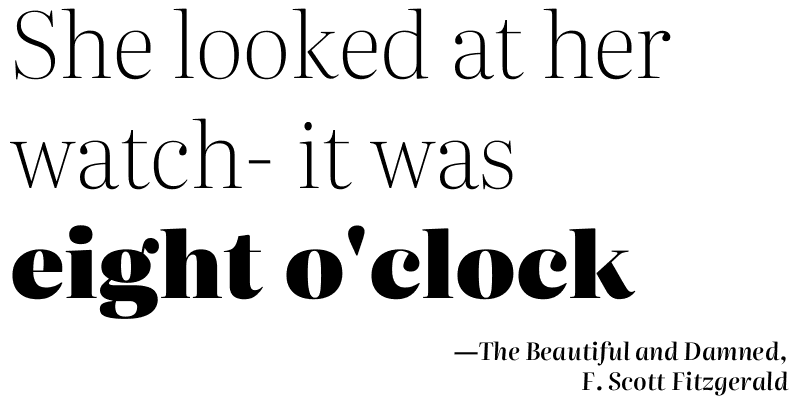 She looked at her
watch- it was
eight o'clock
—The Beautiful and Damned,
F. Scott Fitzgerald